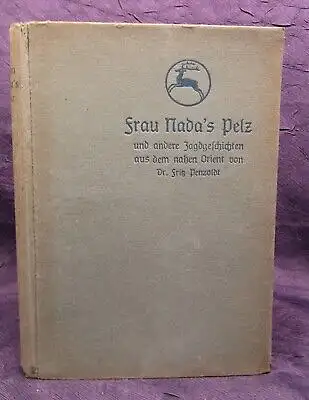 Frau Nada's Pelz
und andere Jagdgeschichten
aus dem nahen Orient von
Dr. Fritz Penzoldt